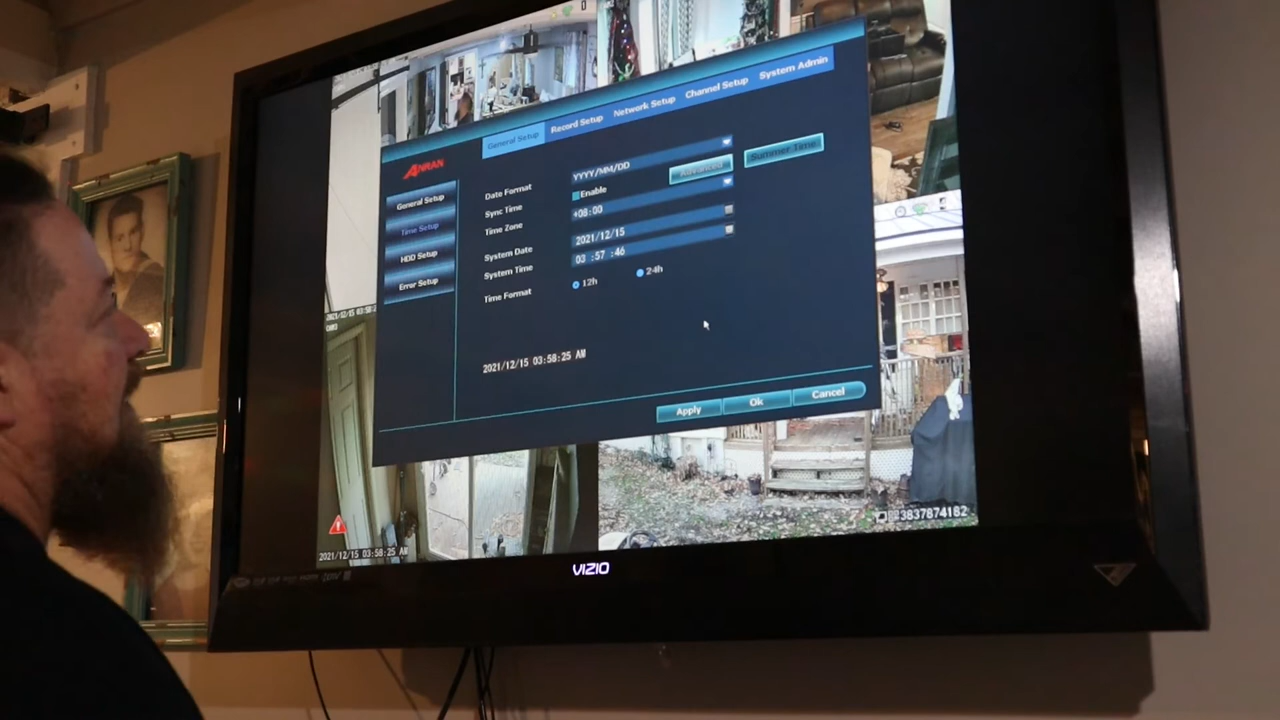 General Setup Record Setup Network Setup Channel Setup System Admin
ANRAN
General Setup
Time Setup
HDD Setup
Error Setup
Date Format YYYY/MM/DD Summer Time
Sync Time Enable Advanced
Time Zone +08:00
System Date 2021/12/15
System Time 03 :57 :46
Time Format 12h 24h
2021/12/15 03:58:25 AM
Apply Ok Cancel
3837874182
2021/12/15 03:58:25 AM
VIZIO